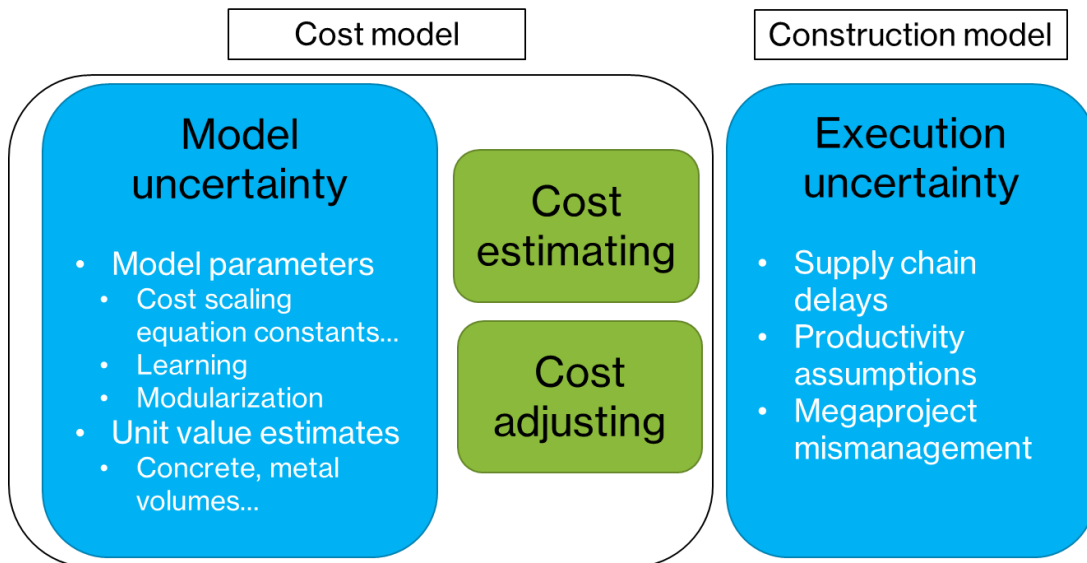 Cost model
Construction model
Model
uncertainty
• Model parameters
• Cost scaling
equation constants...
• Learning
• Modularization
• Unit value estimates
• Concrete, metal
volumes...
Cost
estimating
Cost
adjusting
Execution
uncertainty
• Supply chain
delays
• Productivity
assumptions
• Megaproject
mismanagement